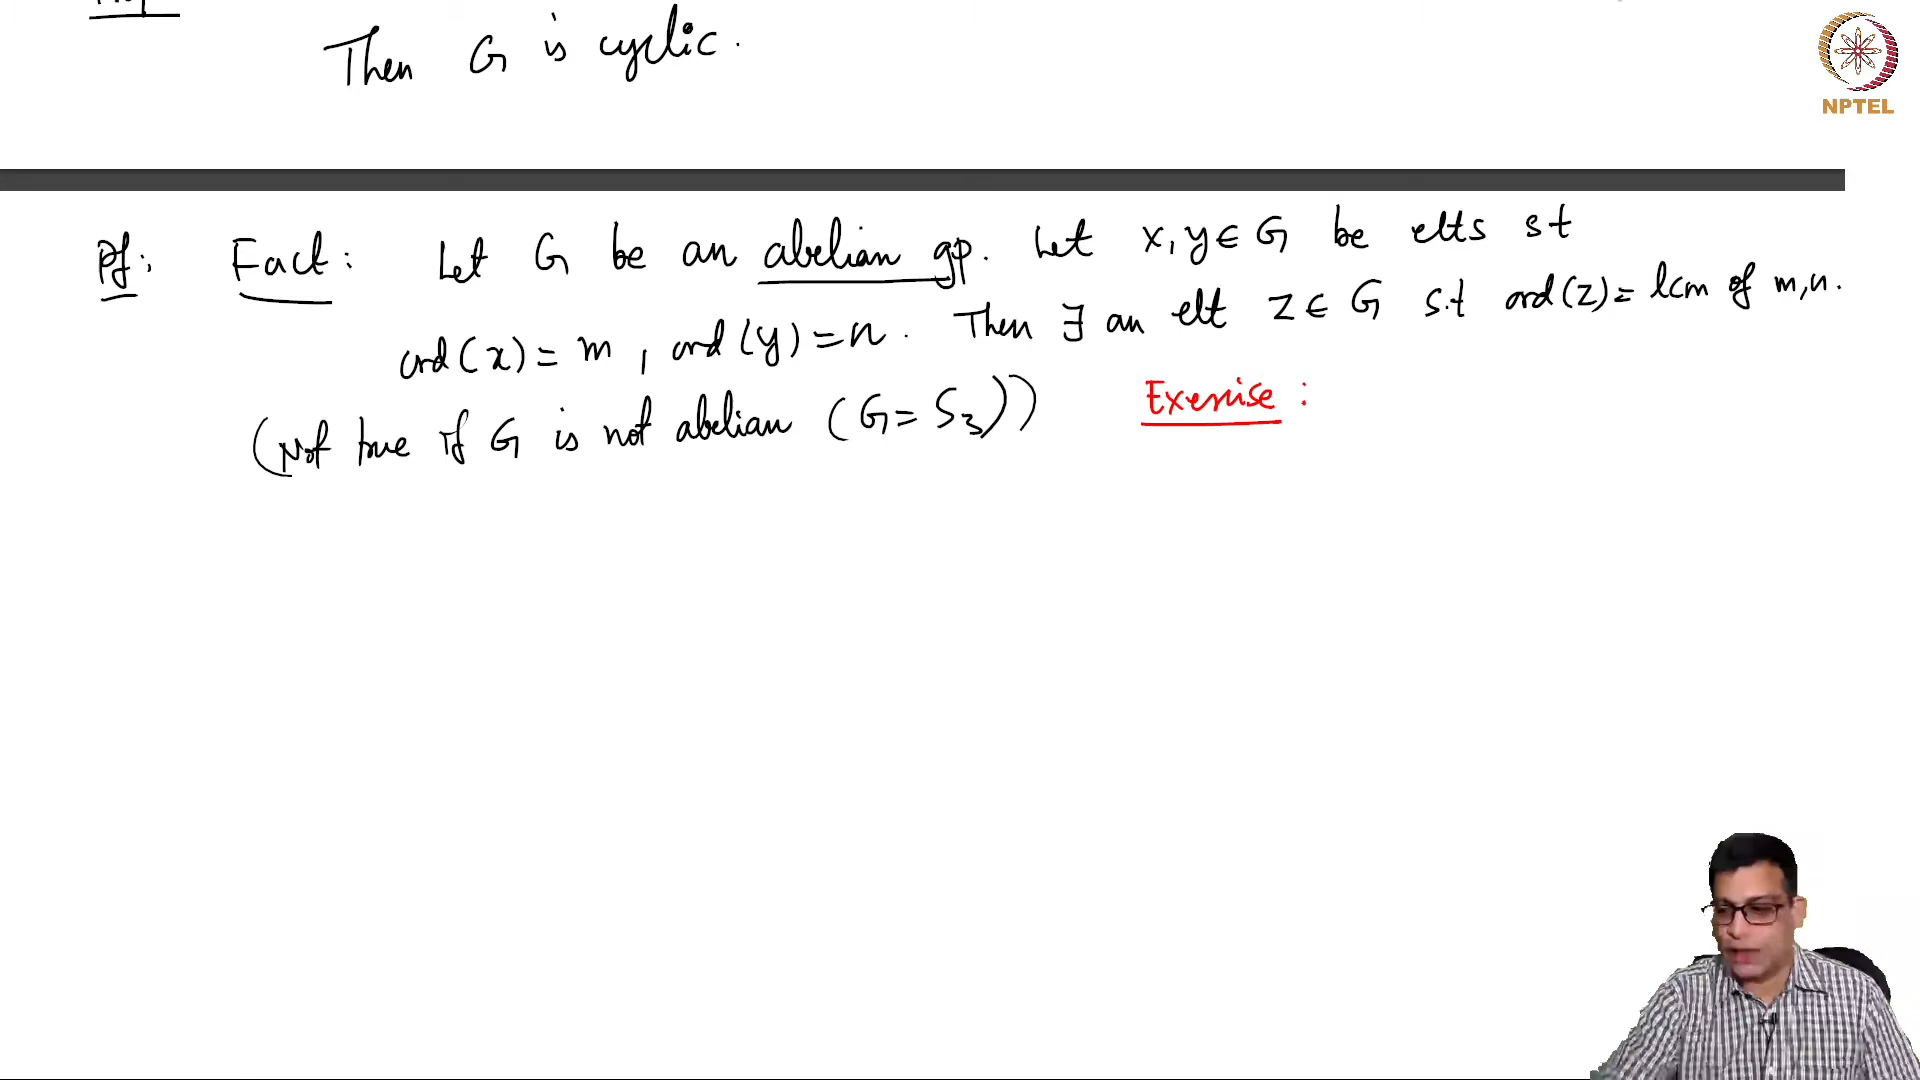 Then G is cyclic.
NPTEL
Pf: Fact: Let G be an abelian gp. Let x, y ∈ G be elts st
ord(x) = m, ord(y) = n. Then ∃ an elt z ∈ G s.t ord(z) = lcm of m,n.
(Not true if G is not abelian (G = S₃)) Exercise: